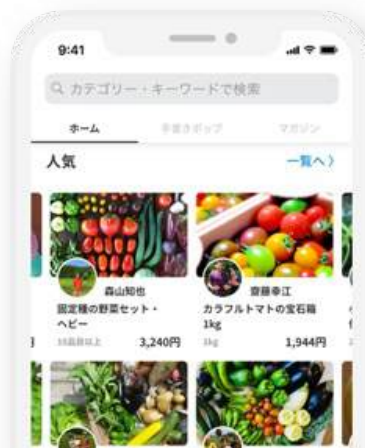 9:41
カテゴリー・キーワードで検索
ホーム
手書きポップ
マガジン
人気
一覧へ〉
森山知也
固定種の野菜セット・
ヘビー
3,240円
齋藤幸江
カラフルトマトの宝石箱
1kg
1kg
1,944円